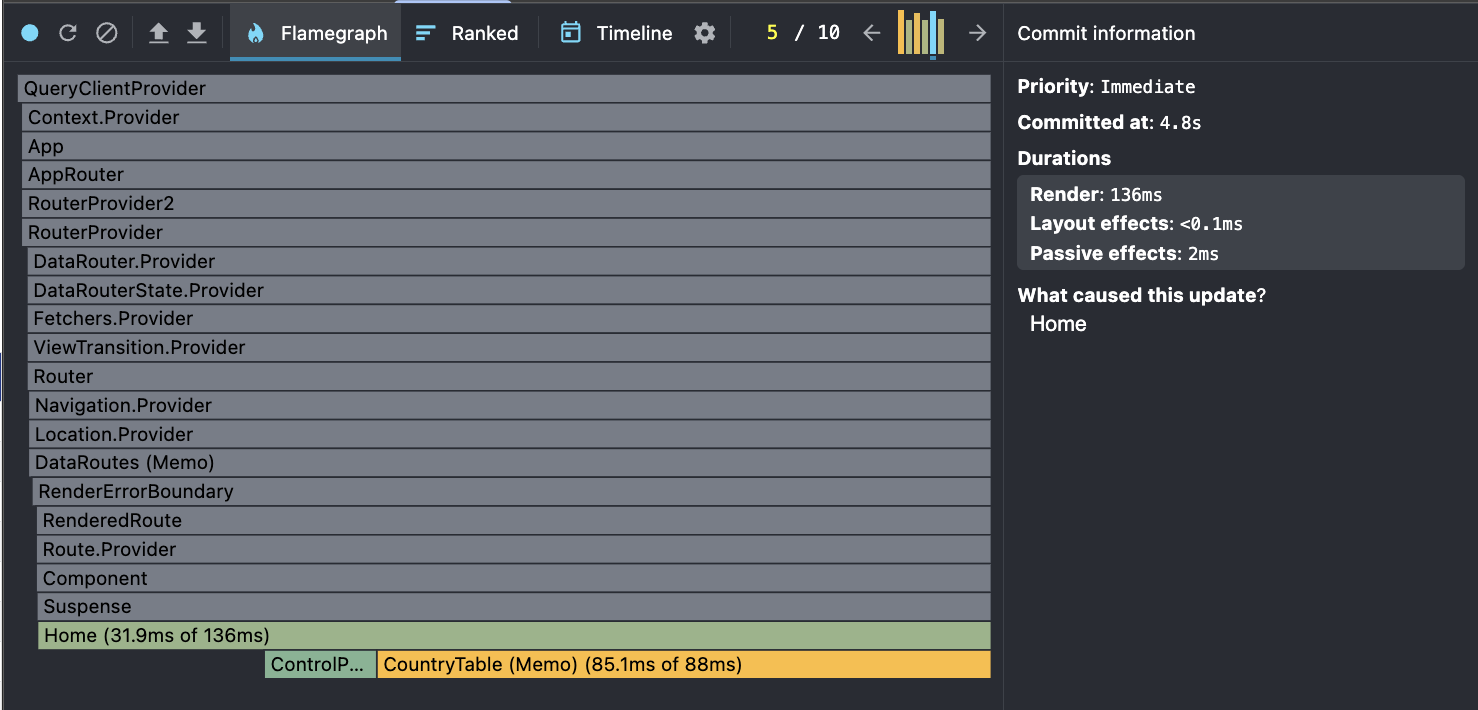 Flamegraph Ranked Timeline 5 / 10
QueryClientProvider
Context.Provider
App
AppRouter
RouterProvider2
RouterProvider
DataRouter.Provider
DataRouterState.Provider
Fetchers.Provider
ViewTransition.Provider
Router
Navigation.Provider
Location.Provider
DataRoutes (Memo)
RenderErrorBoundary
RenderedRoute
Route.Provider
Component
Suspense
Home (31.9ms of 136ms)
ControlP... CountryTable (Memo) (85.1ms of 88ms)
Commit information
Priority: Immediate
Committed at: 4.8s
Durations
Render: 136ms
Layout effects: <0.1ms
Passive effects: 2ms
What caused this update?
Home